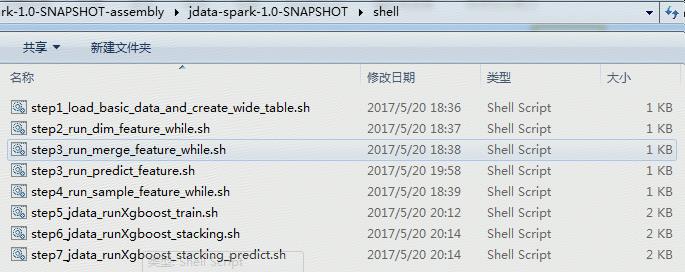 rk-1.0-SNAPSHOT-assembly ▸ jdata-spark-1.0-SNAPSHOT ▸ shell
共享 新建文件夹
名称 修改日期 类型 大小
step1_load_basic_data_and_create_wide_table.sh 2017/5/20 18:36 Shell Script 1 KB
step2_run_dim_feature_while.sh 2017/5/20 18:37 Shell Script 1 KB
step3_run_merge_feature_while.sh 2017/5/20 18:38 Shell Script 1 KB
step3_run_predict_feature.sh 2017/5/20 19:58 Shell Script 1 KB
step4_run_sample_feature_while.sh 2017/5/20 18:39 Shell Script 1 KB
step5_jdata_runXgboost_train.sh 2017/5/20 20:12 Shell Script 2 KB
step6_jdata_runXgboost_stacking.sh 2017/5/20 20:14 Shell Script 2 KB
step7_jdata_runXgboost_stacking_predict.sh 2017/5/20 20:14 Shell Script 2 KB
类型: Shell Script